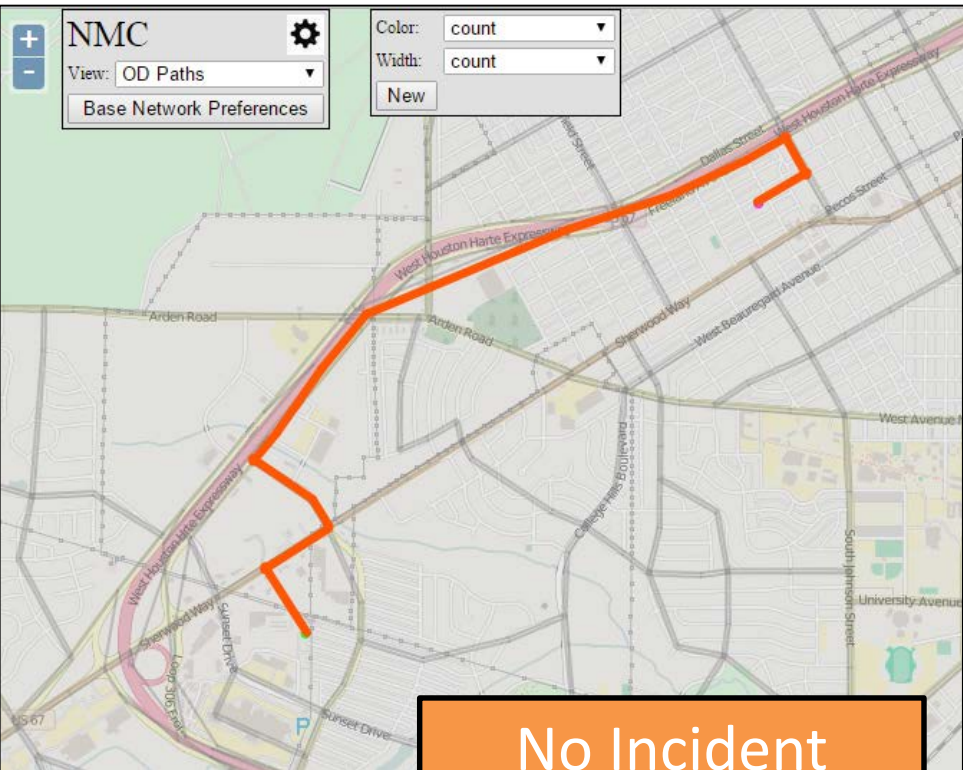 +
-
NMC
View: OD Paths
Base Network Preferences
Color: count
Width: count
New
West Houston Harte Expressway
Dallas Street
Street
Pecos Street
West Houston Harte Expressway
Arden Road
Arden Road
Sherwood Way
West Beauregard Avenue
West Avenue
College Hills Boulevard
West Houston Harte Expressway
South Johnson Street
University Avenue
Sherwood Way
Sunset Drive
Loop 306
US 67
P
Sunset Drive
No Incident